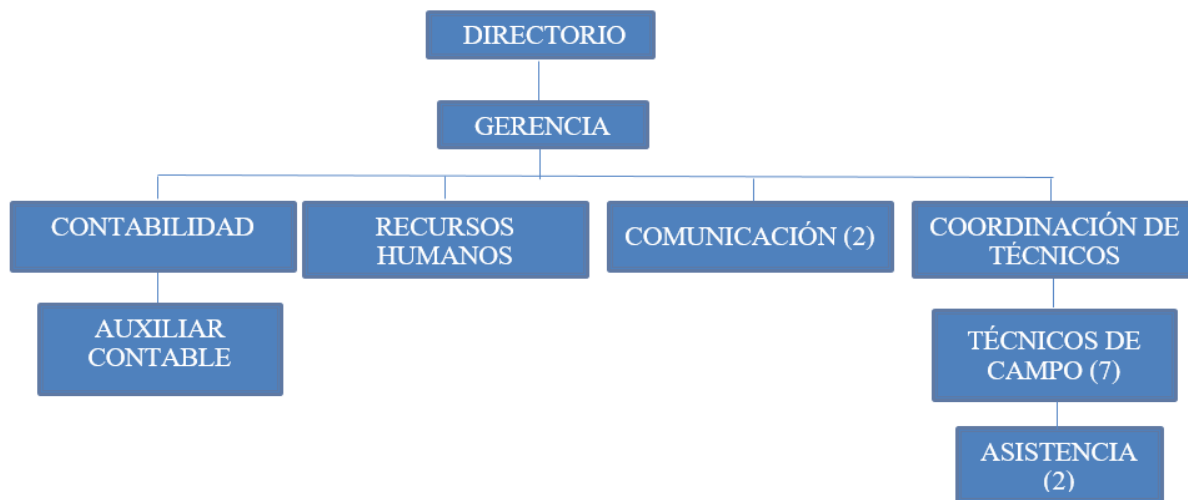 DIRECTORIO
GERENCIA
CONTABILIDAD
RECURSOS
HUMANOS
COMUNICACIÓN (2)
COORDINACIÓN DE
TÉCNICOS
AUXILIAR
CONTABLE
TÉCNICOS DE
CAMPO (7)
ASISTENCIA
(2)